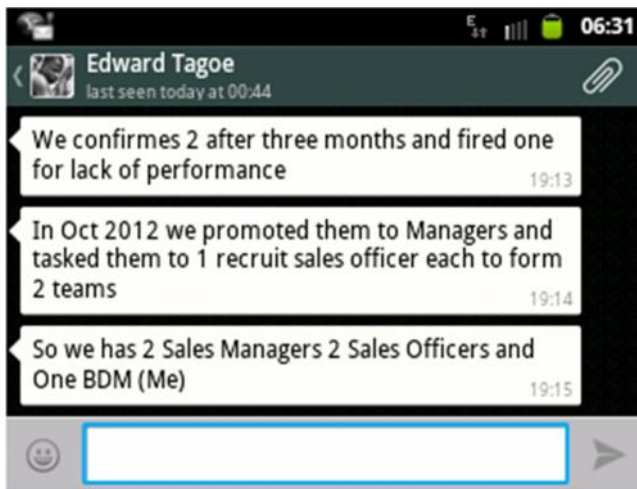 E
06:31
Edward Tagoe
last seen today at 00:44
We confirmes 2 after three months and fired one
for lack of performance
19:13
In Oct 2012 we promoted them to Managers and
tasked them to 1 recruit sales officer each to form
2 teams
19:14
So we has 2 Sales Managers 2 Sales Officers and
One BDM (Me)
19:15